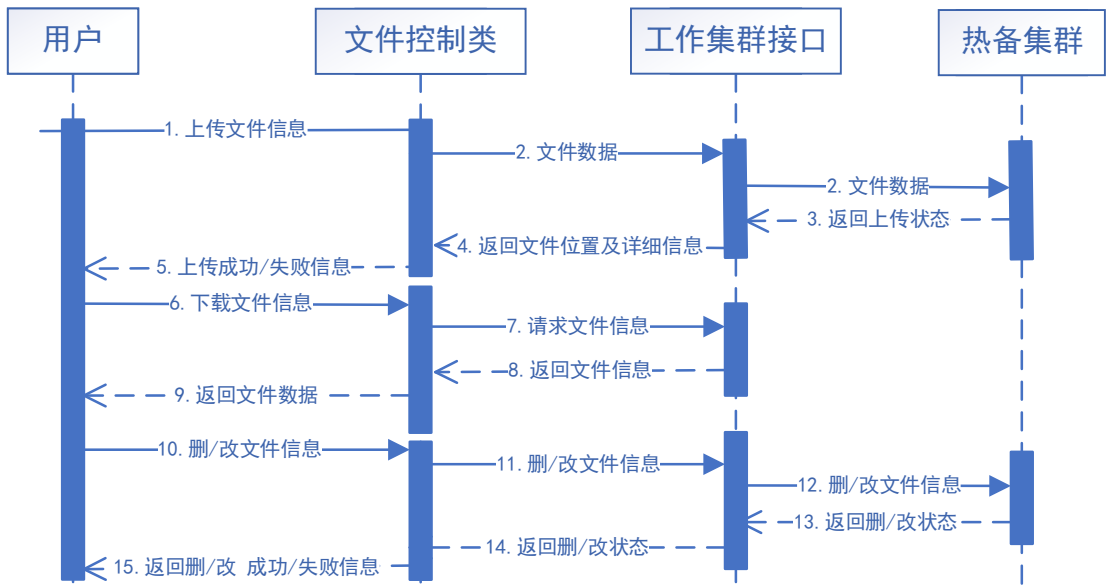 用户
文件控制类
工作集群接口
热备集群
1.上传文件信息
2.文件数据
2.文件数据
3.返回上传状态
4.返回文件位置及详细信息
5.上传成功/失败信息
6.下载文件信息
7.请求文件信息
8.返回文件信息
9.返回文件数据
10.删/改文件信息
11.删/改文件信息
12.删/改文件信息
13.返回删/改状态
14.返回删/改状态
15.返回删/改 成功/失败信息